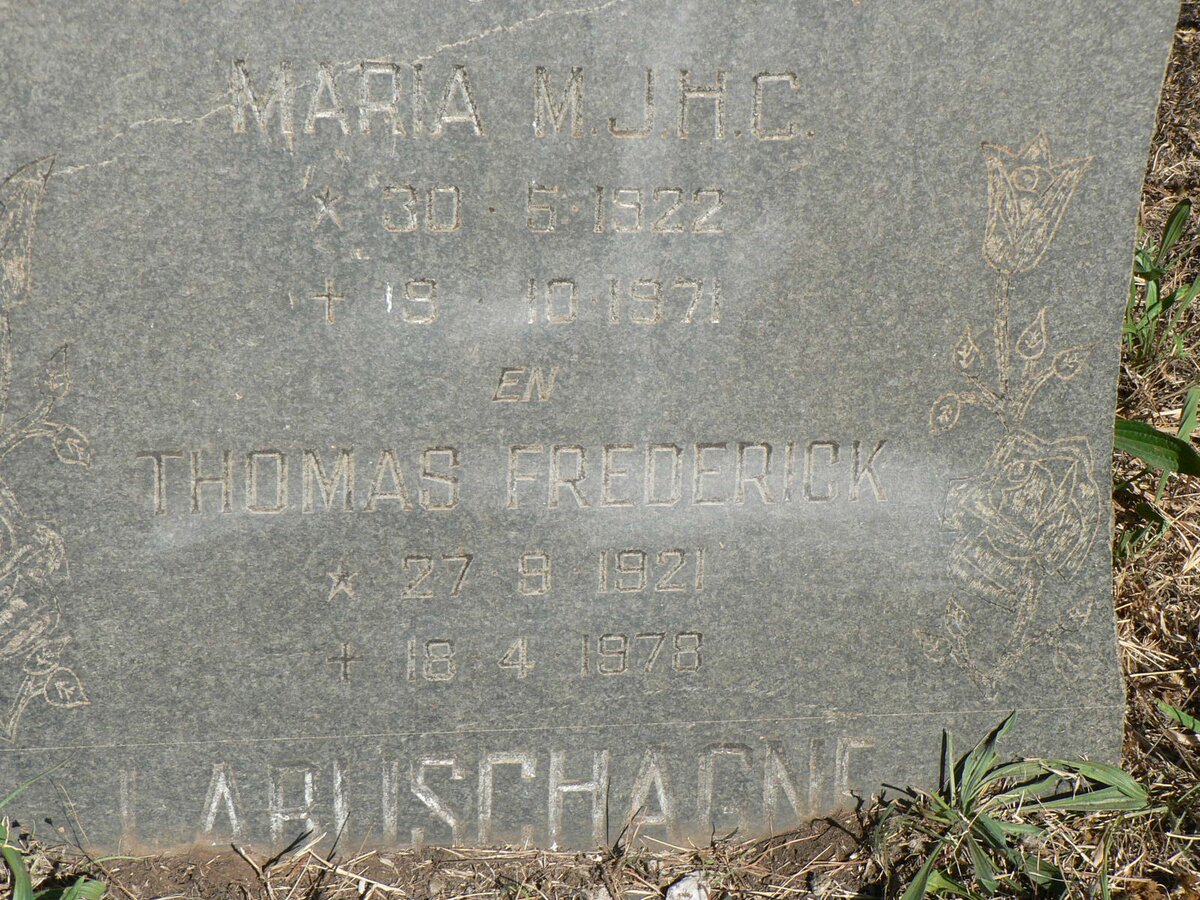 MARIA M.J.H.C.
* 30 · 5 · 1922
† 19 · 10 · 1971
EN
THOMAS FREDERICK
* 27 · 9 · 1921
† 18 · 4 · 1978
LABUSCHAGNE